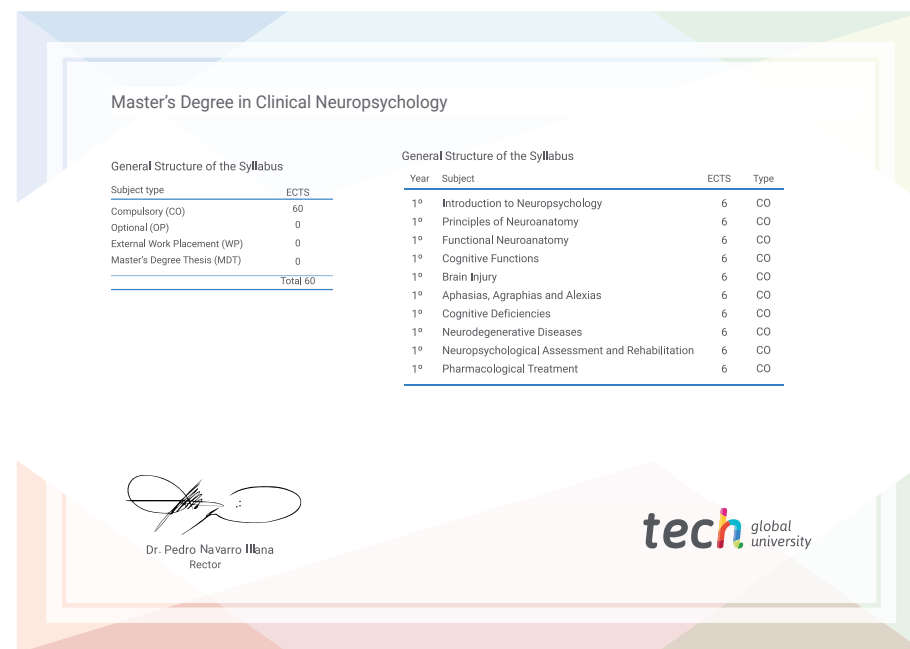 Master's Degree in Clinical Neuropsychology
General Structure of the Syllabus
Subject type ECTS
Compulsory (CO) 60
Optional (OP) 0
External Work Placement (WP) 0
Master's Degree Thesis (MDT) 0
Total 60
General Structure of the Syllabus
Year Subject ECTS Type
1º Introduction to Neuropsychology 6 CO
1º Principles of Neuroanatomy 6 CO
1º Functional Neuroanatomy 6 CO
1º Cognitive Functions 6 CO
1º Brain Injury 6 CO
1º Aphasias, Agraphias and Alexias 6 CO
1º Cognitive Deficiencies 6 CO
1º Neurodegenerative Diseases 6 CO
1º Neuropsychological Assessment and Rehabilitation 6 CO
1º Pharmacological Treatment 6 CO
Dr. Pedro Navarro Illana
Rector
tech global
university